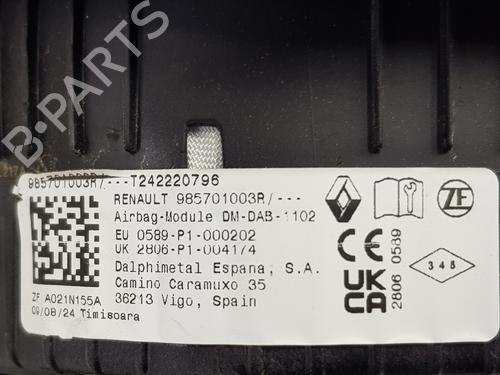 B-PARTS
985701003R/---T242220796
RENAULT 985701003R/---
Airbag-Module DM-DAB-1102
EU 0589-P1-000202
UK 2806-P1-004174
Dalphimetal Espana, S.A.
Camino Caramuxo 35
36213 Vigo, Spain
ZF A021N155A
09/08/24 Timisoara
ZF
CE
0589
UK
CA
2806
345